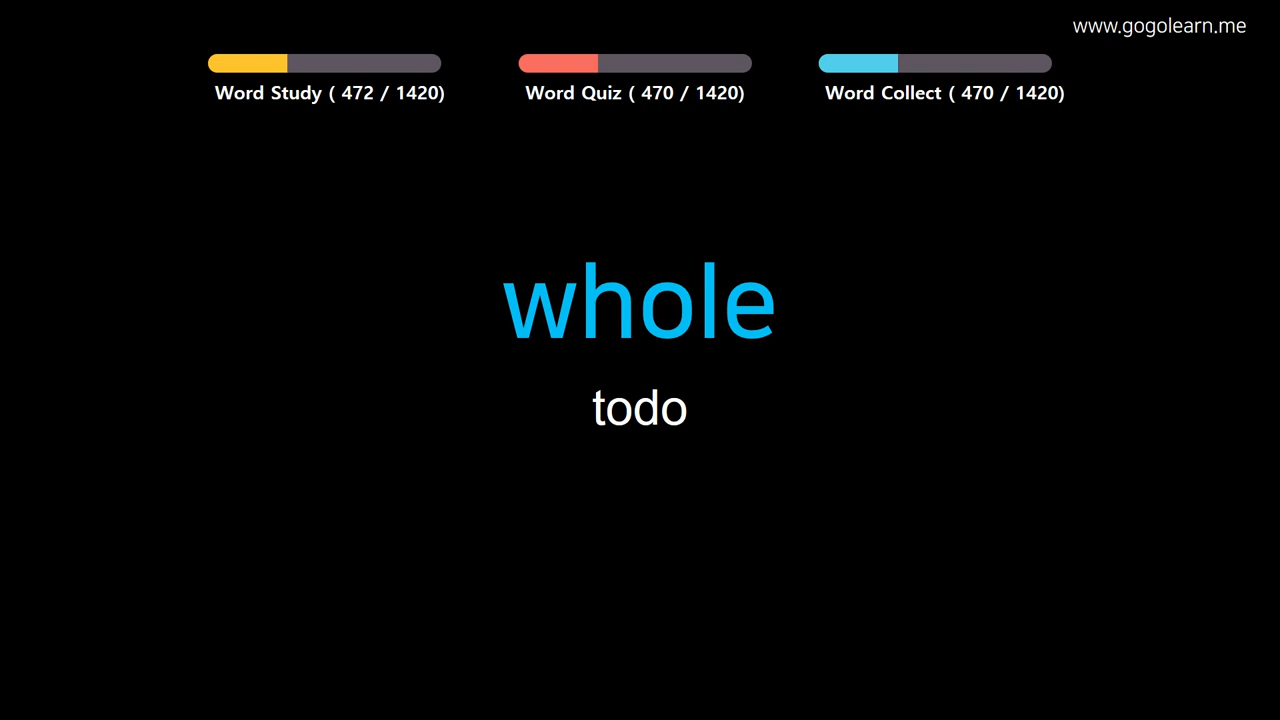 www.gogolearn.me
Word Study ( 472 / 1420)
Word Quiz ( 470 / 1420)
Word Collect ( 470 / 1420)
whole
todo